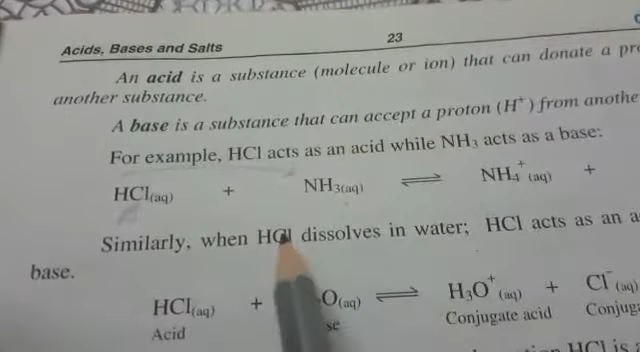 Acids, Bases and Salts 23
An acid is a substance (molecule or ion) that can donate a
another substance.
A base is a substance that can accept a proton (H⁺) from
For example, HCl acts as an acid while NH₃ acts as a base:
HCl(aq) + NH₃(aq) ⇌ NH₄⁺ (aq) +
Similarly, when HCl dissolves in water; HCl acts as an
base.
HCl(aq) + O(aq) ⇌ H₃O⁺ (aq) + Cl⁻ (aq)
Acid Conjugate acid
HCl is